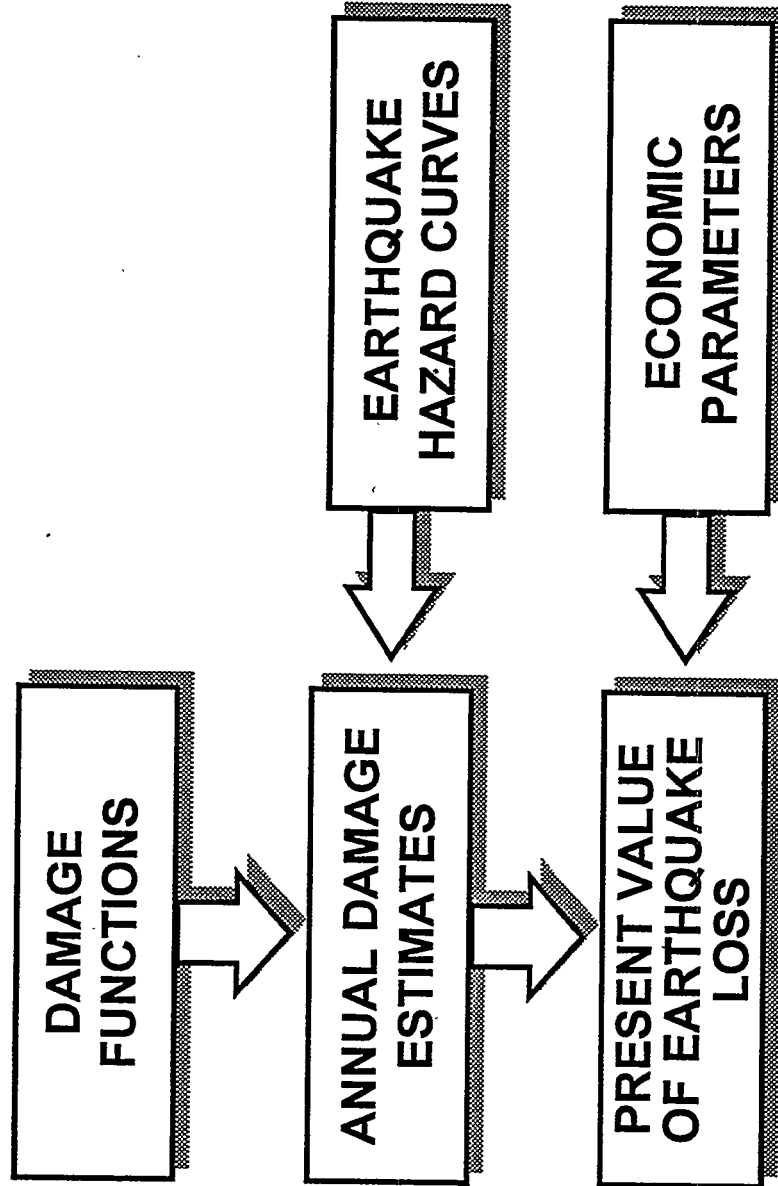 DAMAGE
FUNCTIONS
ANNUAL DAMAGE
ESTIMATES
EARTHQUAKE
HAZARD CURVES
PRESENT VALUE
OF EARTHQUAKE
LOSS
ECONOMIC
PARAMETERS